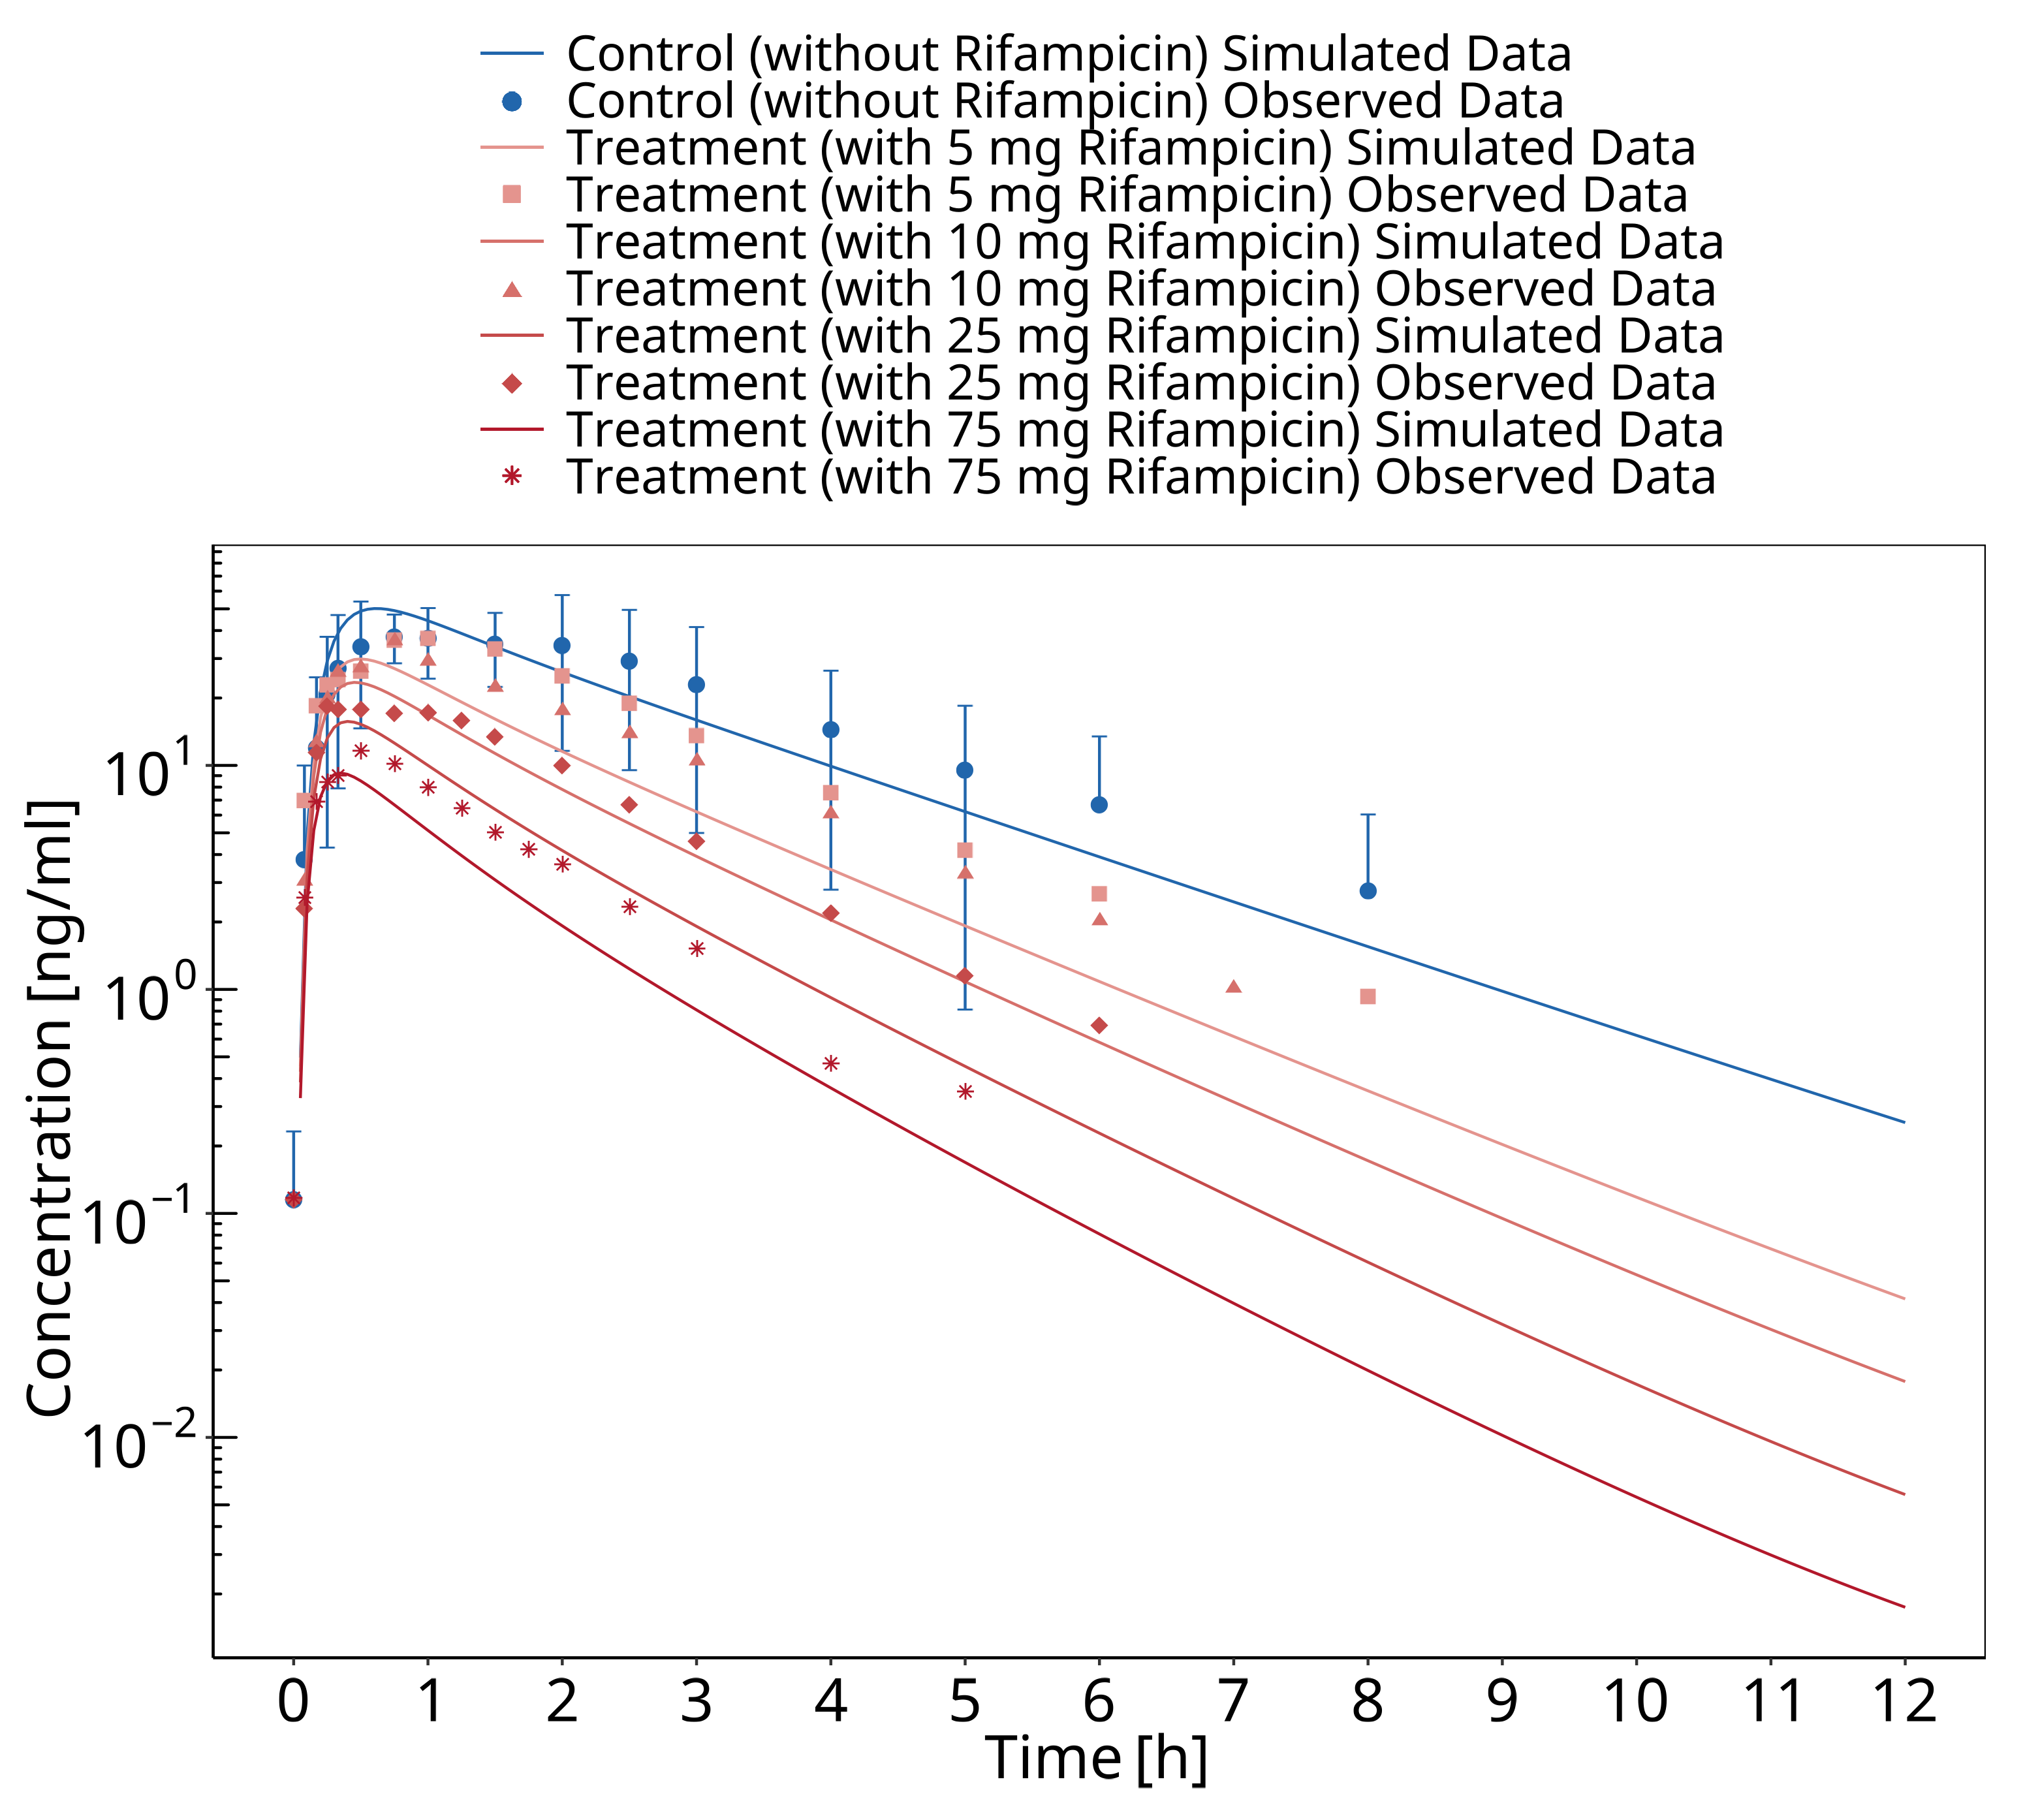 Control (without Rifampicin) Simulated Data
Control (without Rifampicin) Observed Data
Treatment (with 5 mg Rifampicin) Simulated Data
Treatment (with 5 mg Rifampicin) Observed Data
Treatment (with 10 mg Rifampicin) Simulated Data
Treatment (with 10 mg Rifampicin) Observed Data
Treatment (with 25 mg Rifampicin) Simulated Data
Treatment (with 25 mg Rifampicin) Observed Data
Treatment (with 75 mg Rifampicin) Simulated Data
Treatment (with 75 mg Rifampicin) Observed Data
Concentration [ng/ml]
10¹
10⁰
10⁻¹
10⁻²
0 1 2 3 4 5 6 7 8 9 10 11 12
Time [h]